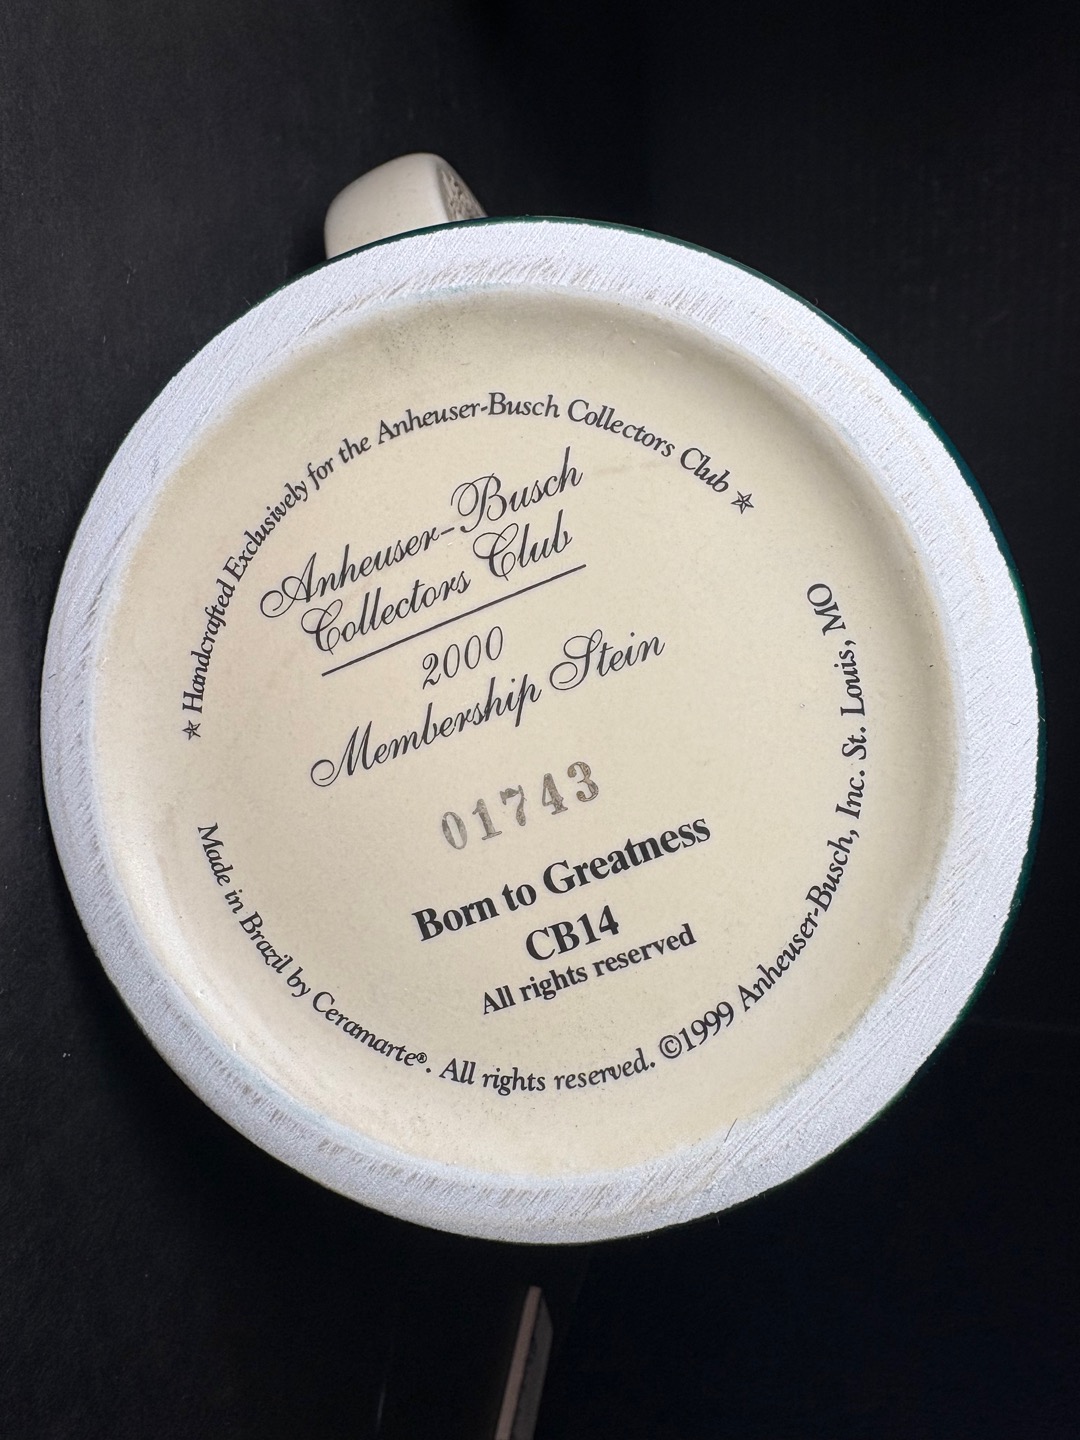 ★ Handcrafted Exclusively for the Anheuser-Busch Collectors Club ★
Anheuser-Busch
Collectors Club
2000
Membership Stein
01743
Born to Greatness
CB14
All rights reserved
Made in Brazil by Ceramarte®. All rights reserved. ©1999 Anheuser-Busch, Inc. St. Louis, MO